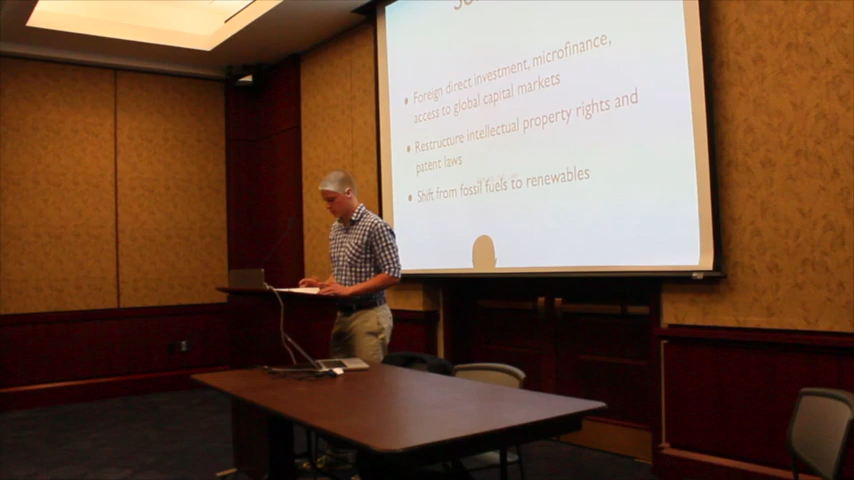 • Foreign direct investment, microfinance,
access to global capital markets
• Restructure intellectual property rights and
patent laws
• Shift from fossil fuels to renewables